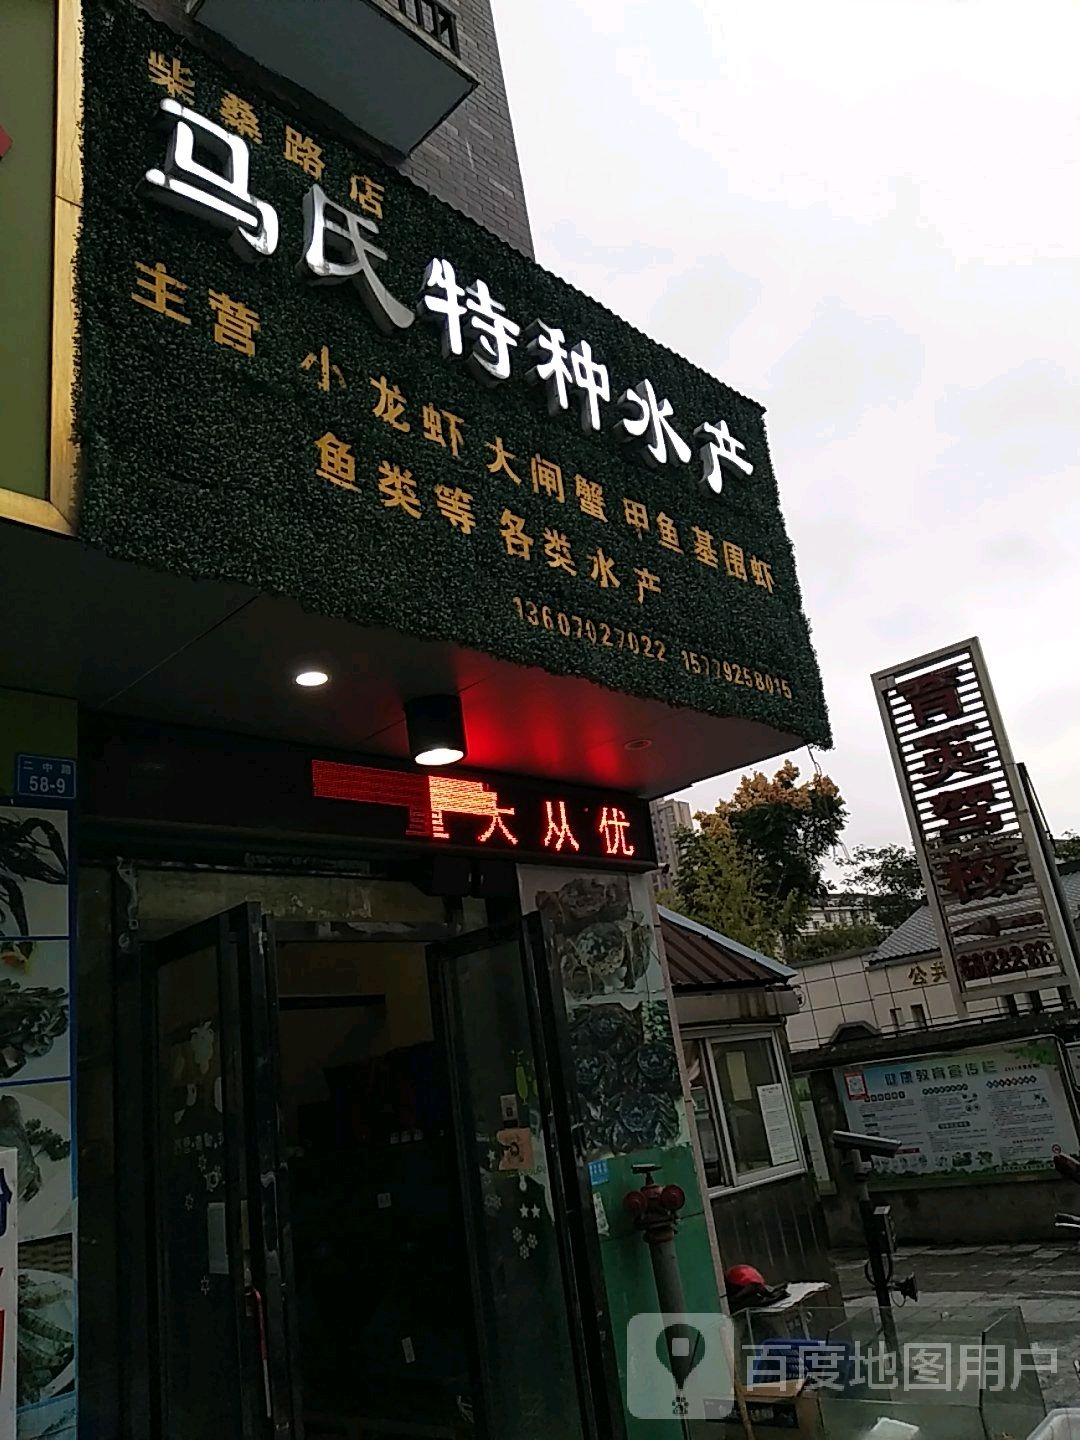 柴桑路店
马氏特种水产
主营 小龙虾 大闸蟹 甲鱼 基围虾
鱼类等各类水产
13607027022 15779258015
二中路
58-9
量大从优
育英驾校
公共
健康教育宣传栏
百度地图用户